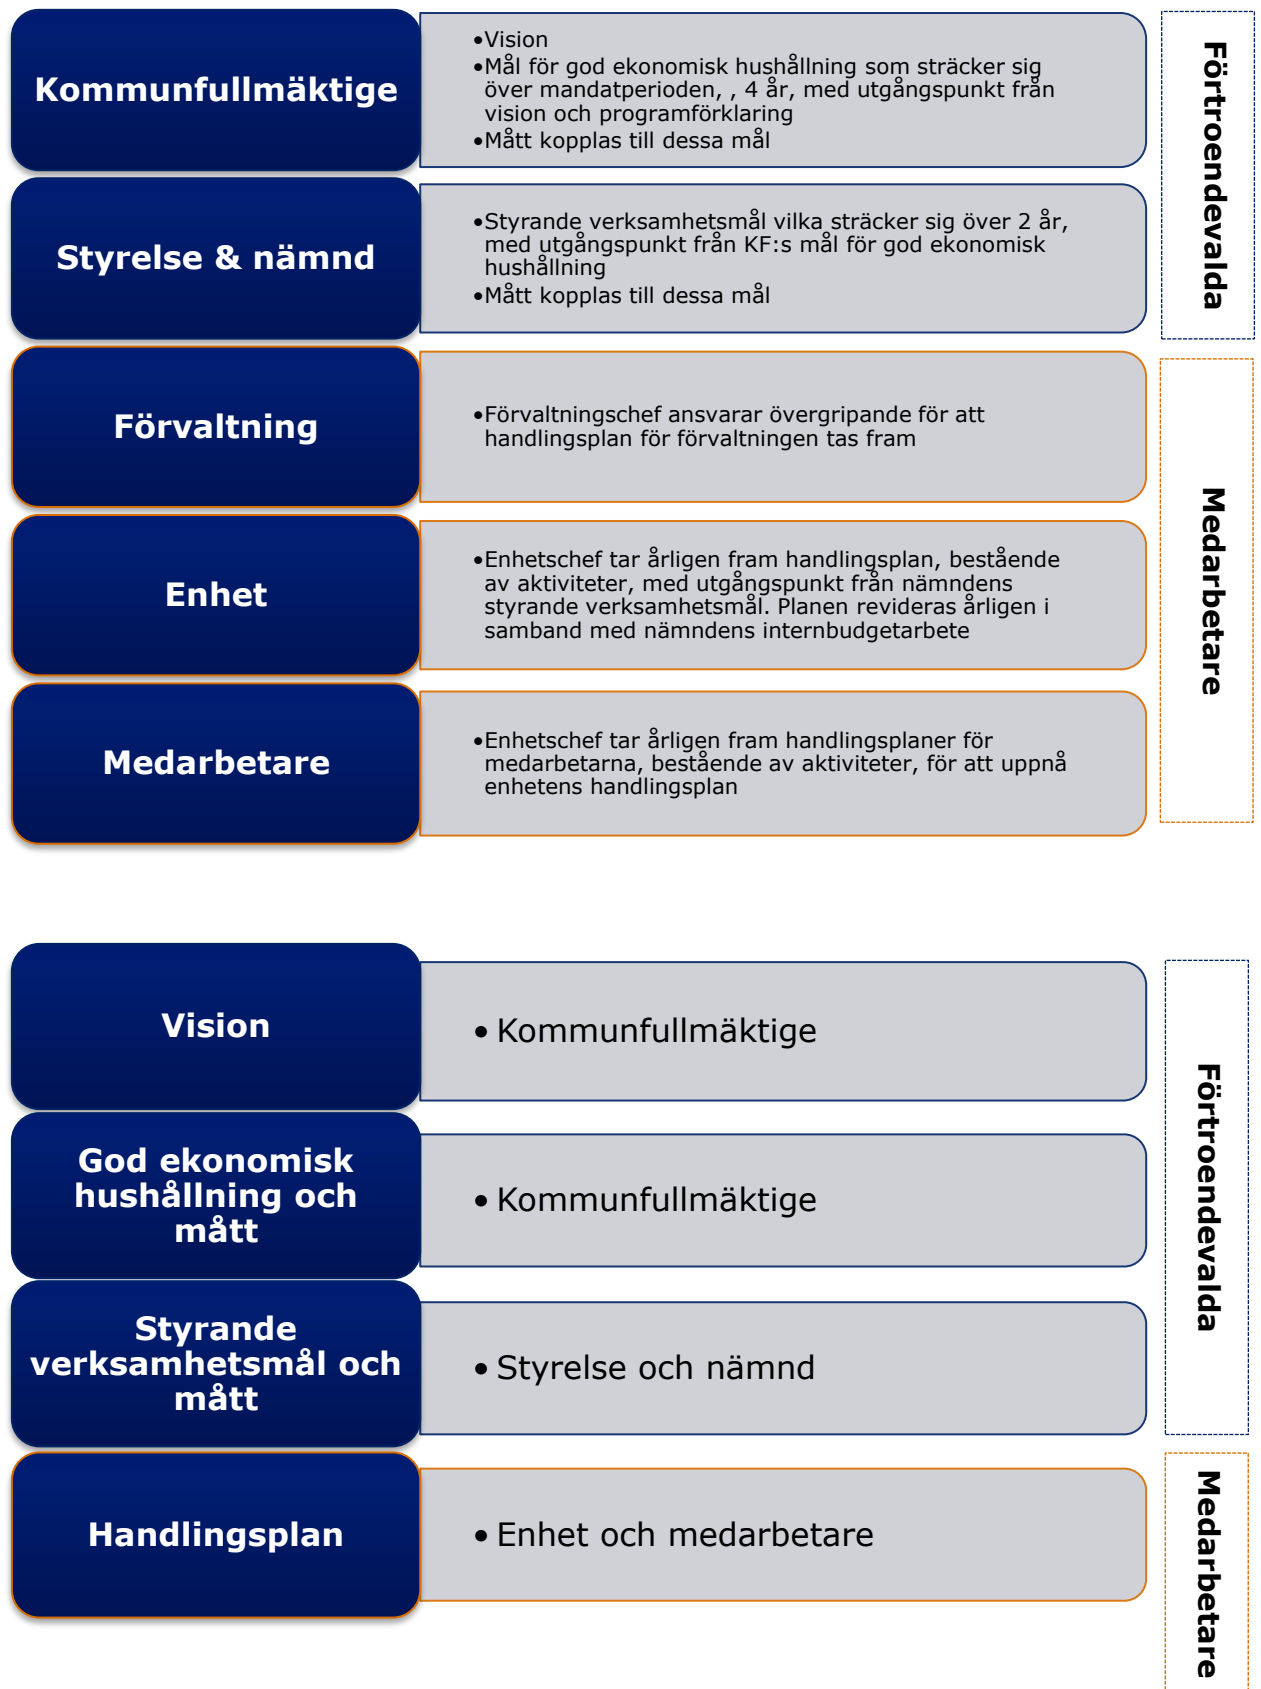 Kommunfullmäktige
•Vision
•Mål för god ekonomisk hushållning som sträcker sig
över mandatperioden, , 4 år, med utgångspunkt från
vision och programförklaring
•Mått kopplas till dessa mål
Styrelse & nämnd
•Styrande verksamhetsmål vilka sträcker sig över 2 år,
med utgångspunkt från KF:s mål för god ekonomisk
hushållning
•Mått kopplas till dessa mål
Förtroendevalda
Förvaltning
•Förvaltningschef ansvarar övergripande för att
handlingsplan för förvaltningen tas fram
Enhet
•Enhetschef tar årligen fram handlingsplan, bestående
av aktiviteter, med utgångspunkt från nämndens
styrande verksamhetsmål. Planen revideras årligen i
samband med nämndens internbudgetarbete
Medarbetare
•Enhetschef tar årligen fram handlingsplaner för
medarbetarna, bestående av aktiviteter, för att uppnå
enhetens handlingsplan
Medarbetare
Vision
• Kommunfullmäktige
God ekonomisk
hushållning och
mått
• Kommunfullmäktige
Styrande
verksamhetsmål och
mått
• Styrelse och nämnd
Förtroendevalda
Handlingsplan
• Enhet och medarbetare
Medarbetare